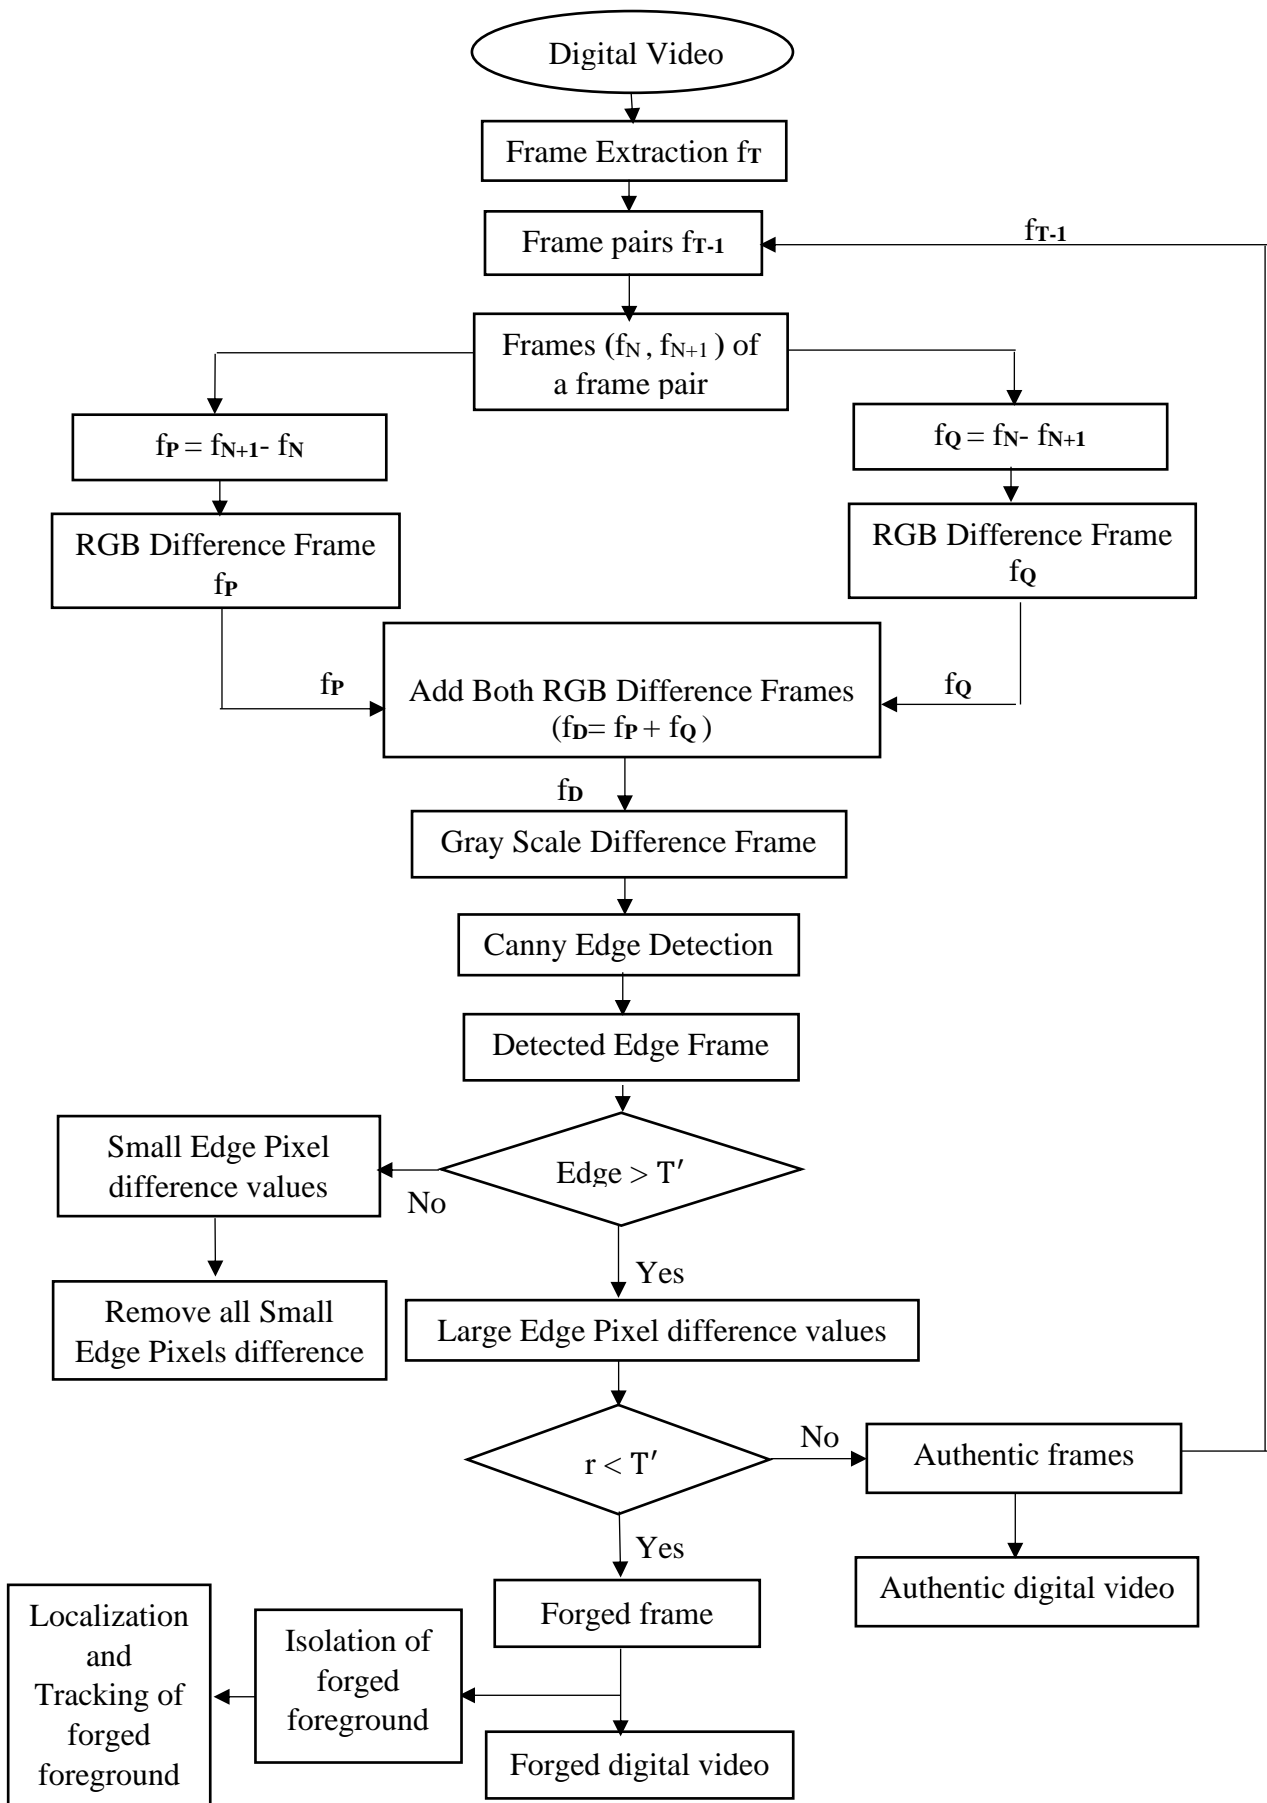 Digital Video
Frame Extraction fT
Frame pairs fT-1
fT-1
Frames (fN , fN+1 ) of
a frame pair
fP = fN+1- fN
fQ = fN- fN+1
RGB Difference Frame
fP
RGB Difference Frame
fQ
fP
Add Both RGB Difference Frames
(fD= fP + fQ )
fQ
fD
Gray Scale Difference Frame
Canny Edge Detection
Detected Edge Frame
Edge > T′
No
Small Edge Pixel
difference values
Remove all Small
Edge Pixels difference
Yes
Large Edge Pixel difference values
r < T′
No
Authentic frames
Authentic digital video
Yes
Forged frame
Isolation of
forged
foreground
Localization
and
Tracking of
forged
foreground
Forged digital video